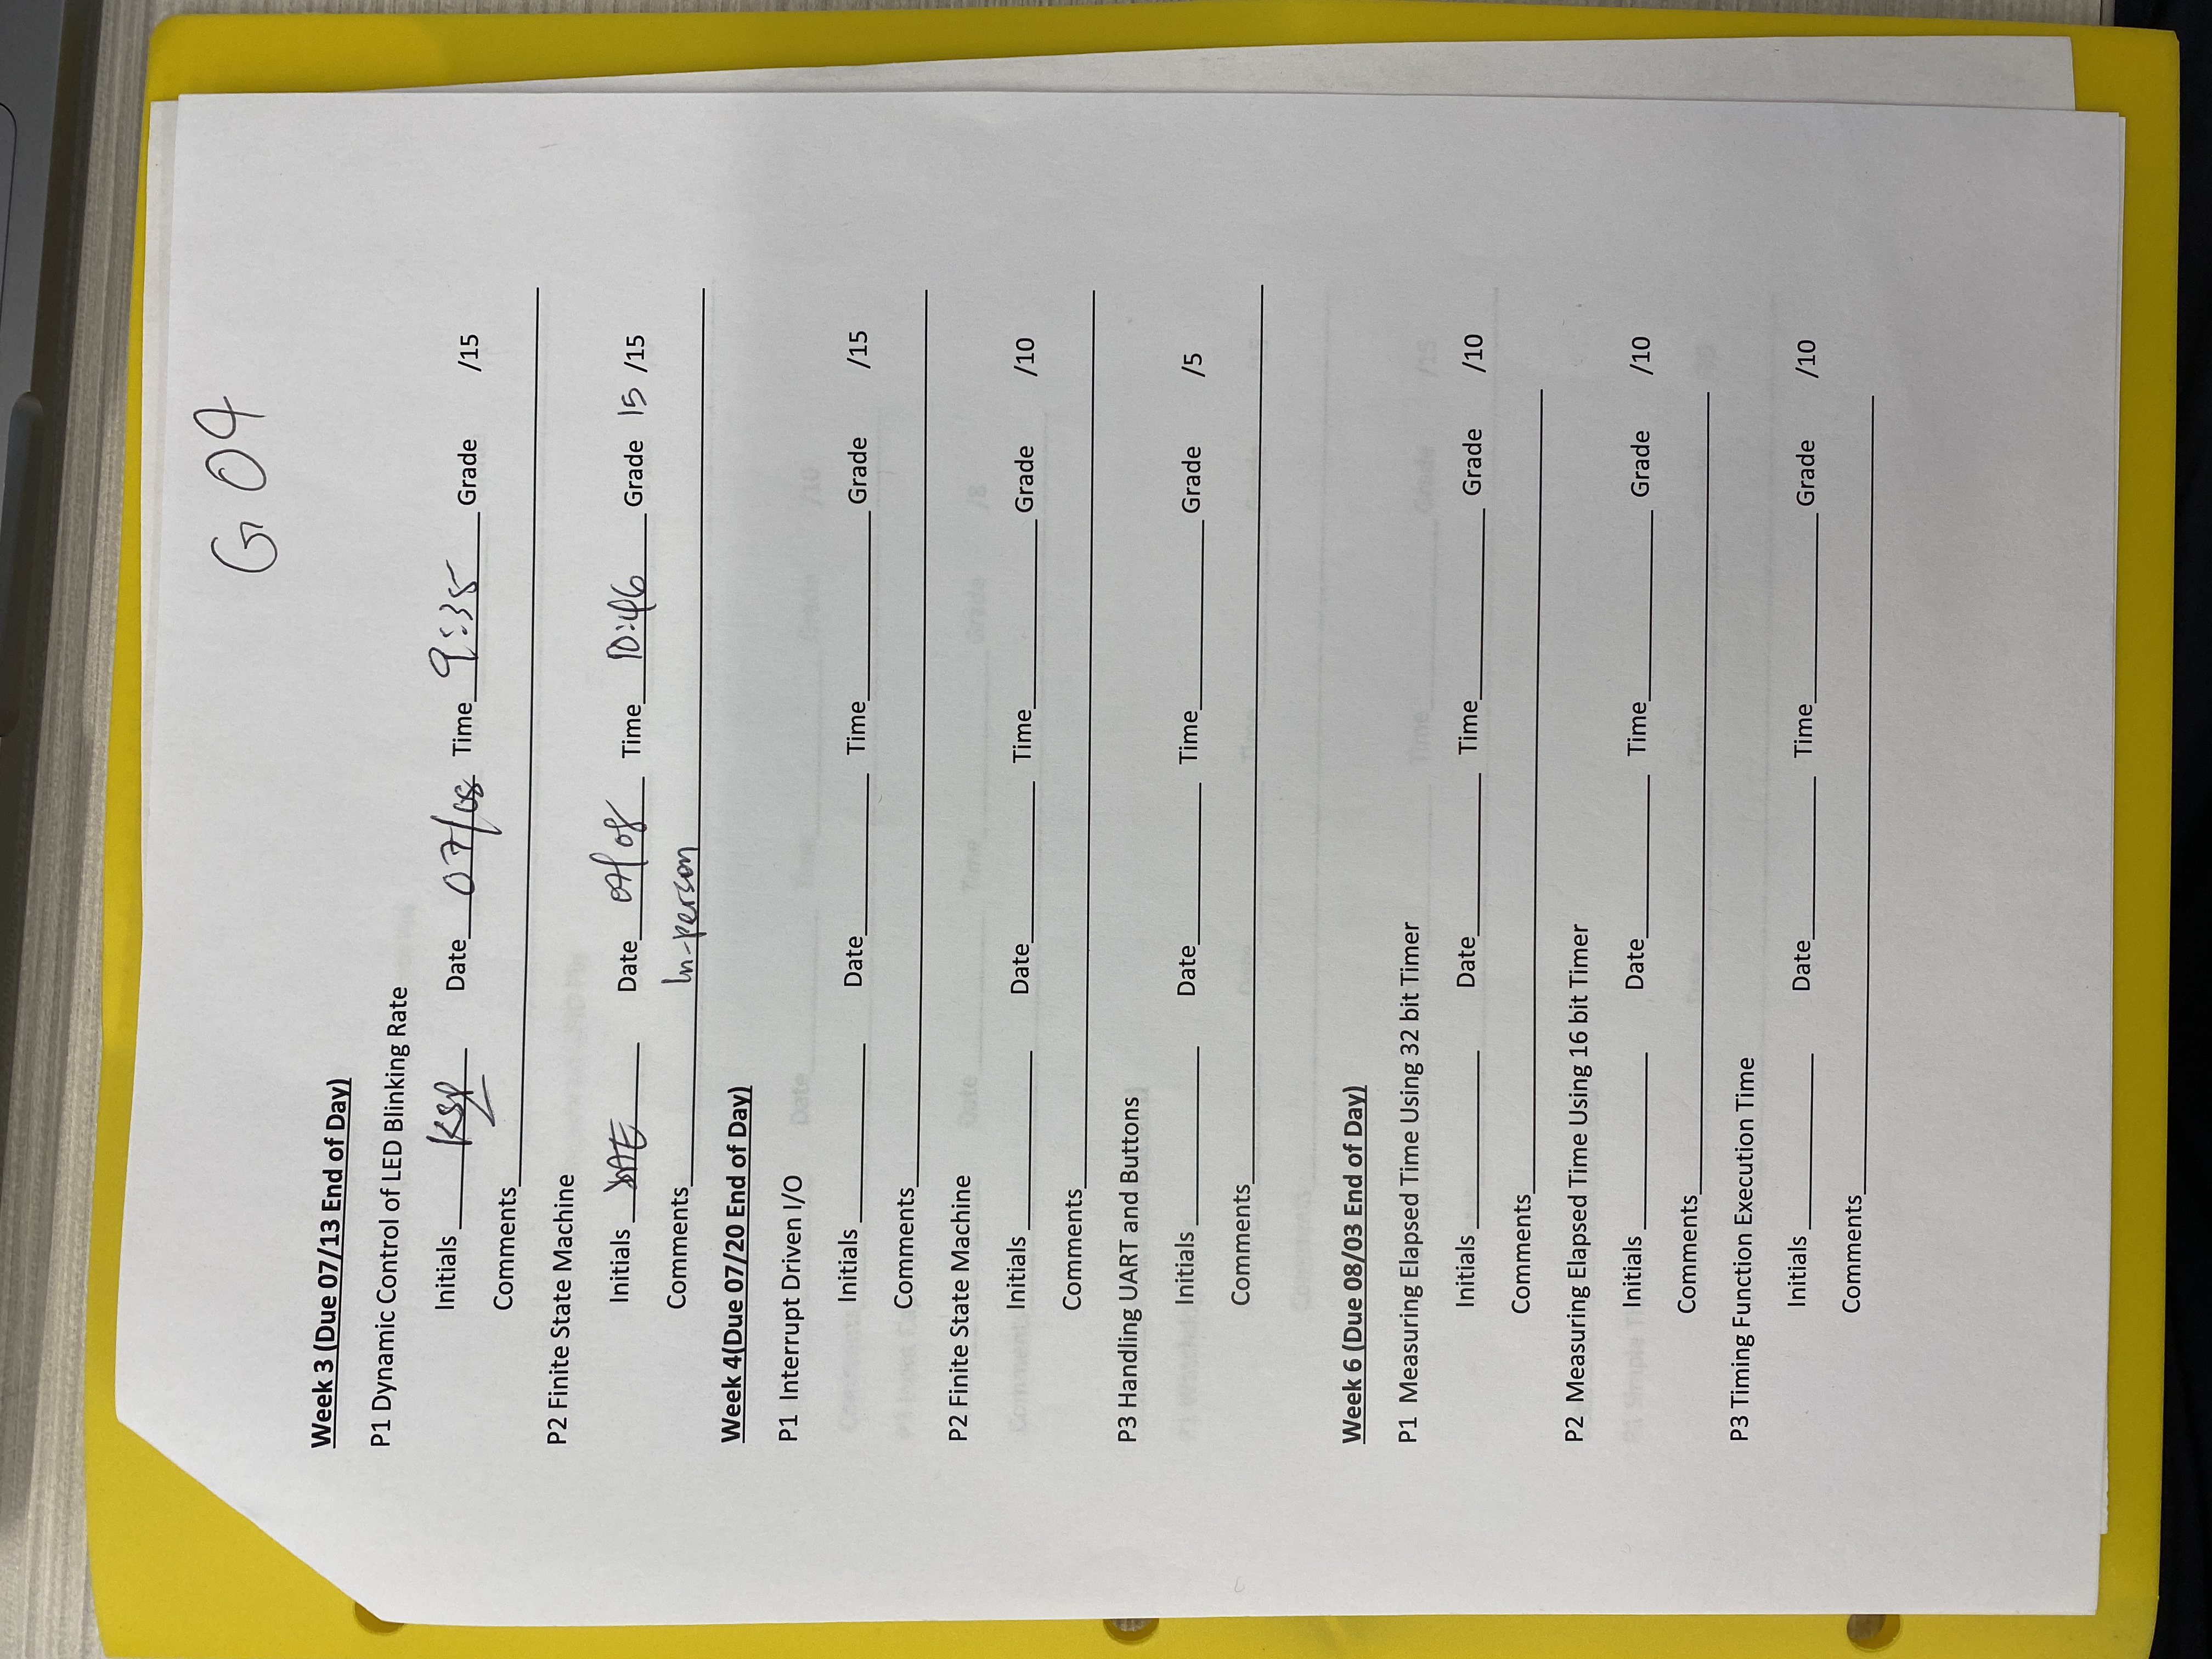 G 04
Week 3 (Due 07/13 End of Day)
P1 Dynamic Control of LED Blinking Rate
Initials KSP Date 07/08 Time 9:35 Grade /15
Comments
P2 Finite State Machine
Initials Date 07/08 Time 10:46 Grade 15 /15
Comments In-person
Week 4(Due 07/20 End of Day)
P1 Interrupt Driven I/O
Initials Date Time Grade /15
Comments
P2 Finite State Machine
Initials Date Time Grade /10
Comments
P3 Handling UART and Buttons
Initials Date Time Grade /5
Comments
Week 6 (Due 08/03 End of Day)
P1 Measuring Elapsed Time Using 32 bit Timer
Initials Date Time Grade /10
Comments
P2 Measuring Elapsed Time Using 16 bit Timer
Initials Date Time Grade /10
Comments
P3 Timing Function Execution Time
Initials Date Time Grade /10
Comments